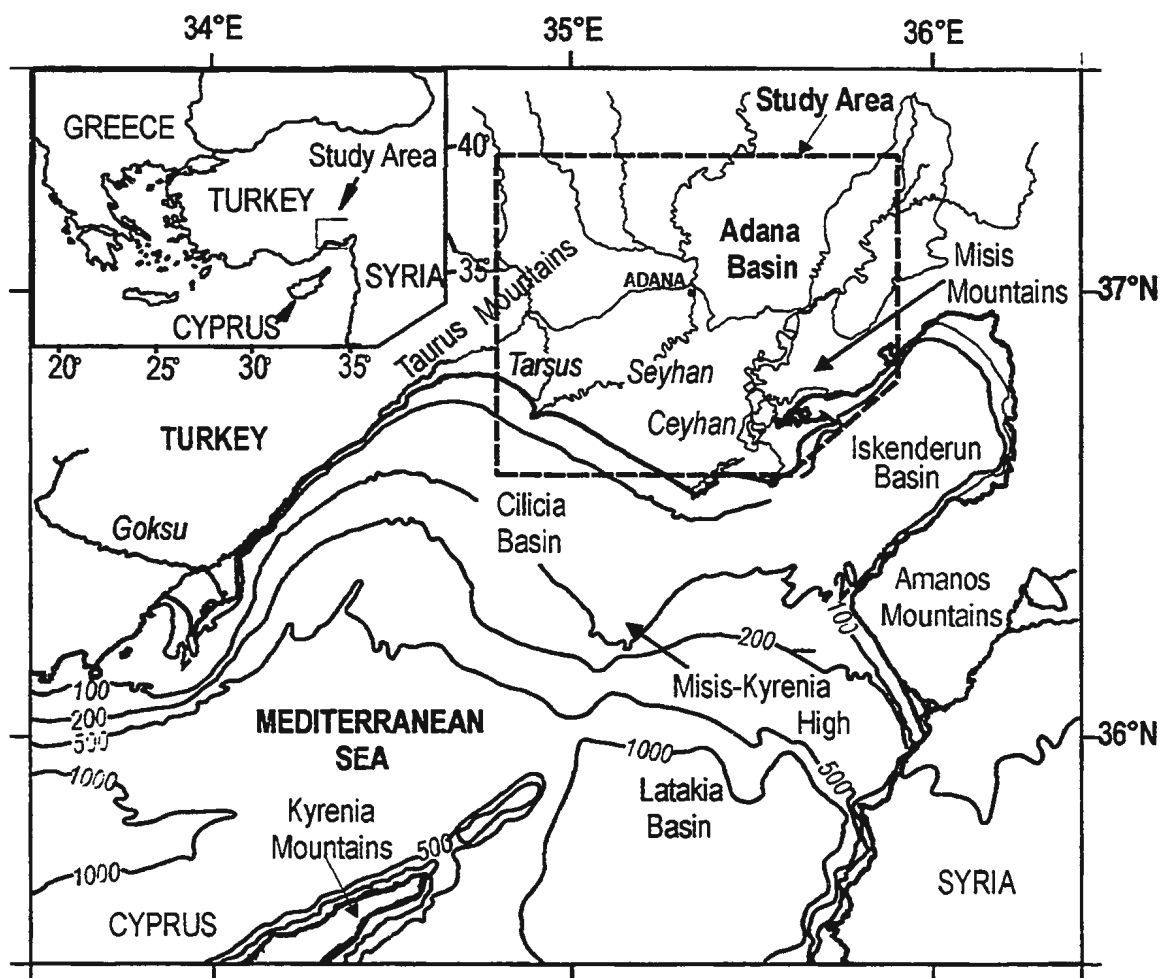 34°E
35°E
36°E
GREECE
Study Area
TURKEY
SYRIA
CYPRUS
40°
35°
20°
25°
30°
35°
Study Area
Adana
Basin
ADANA
Misis
Mountains
37°N
Taurus Mountains
Tarsus
Seyhan
Ceyhan
TURKEY
Iskenderun
Basin
Cilicia
Basin
Goksu
Amanos
Mountains
100
200
Misis-Kyrenia
High
100
200
500
1000
MEDITERRANEAN
SEA
36°N
1000
500
Latakia
Basin
Kyrenia
Mountains
500
1000
CYPRUS
SYRIA